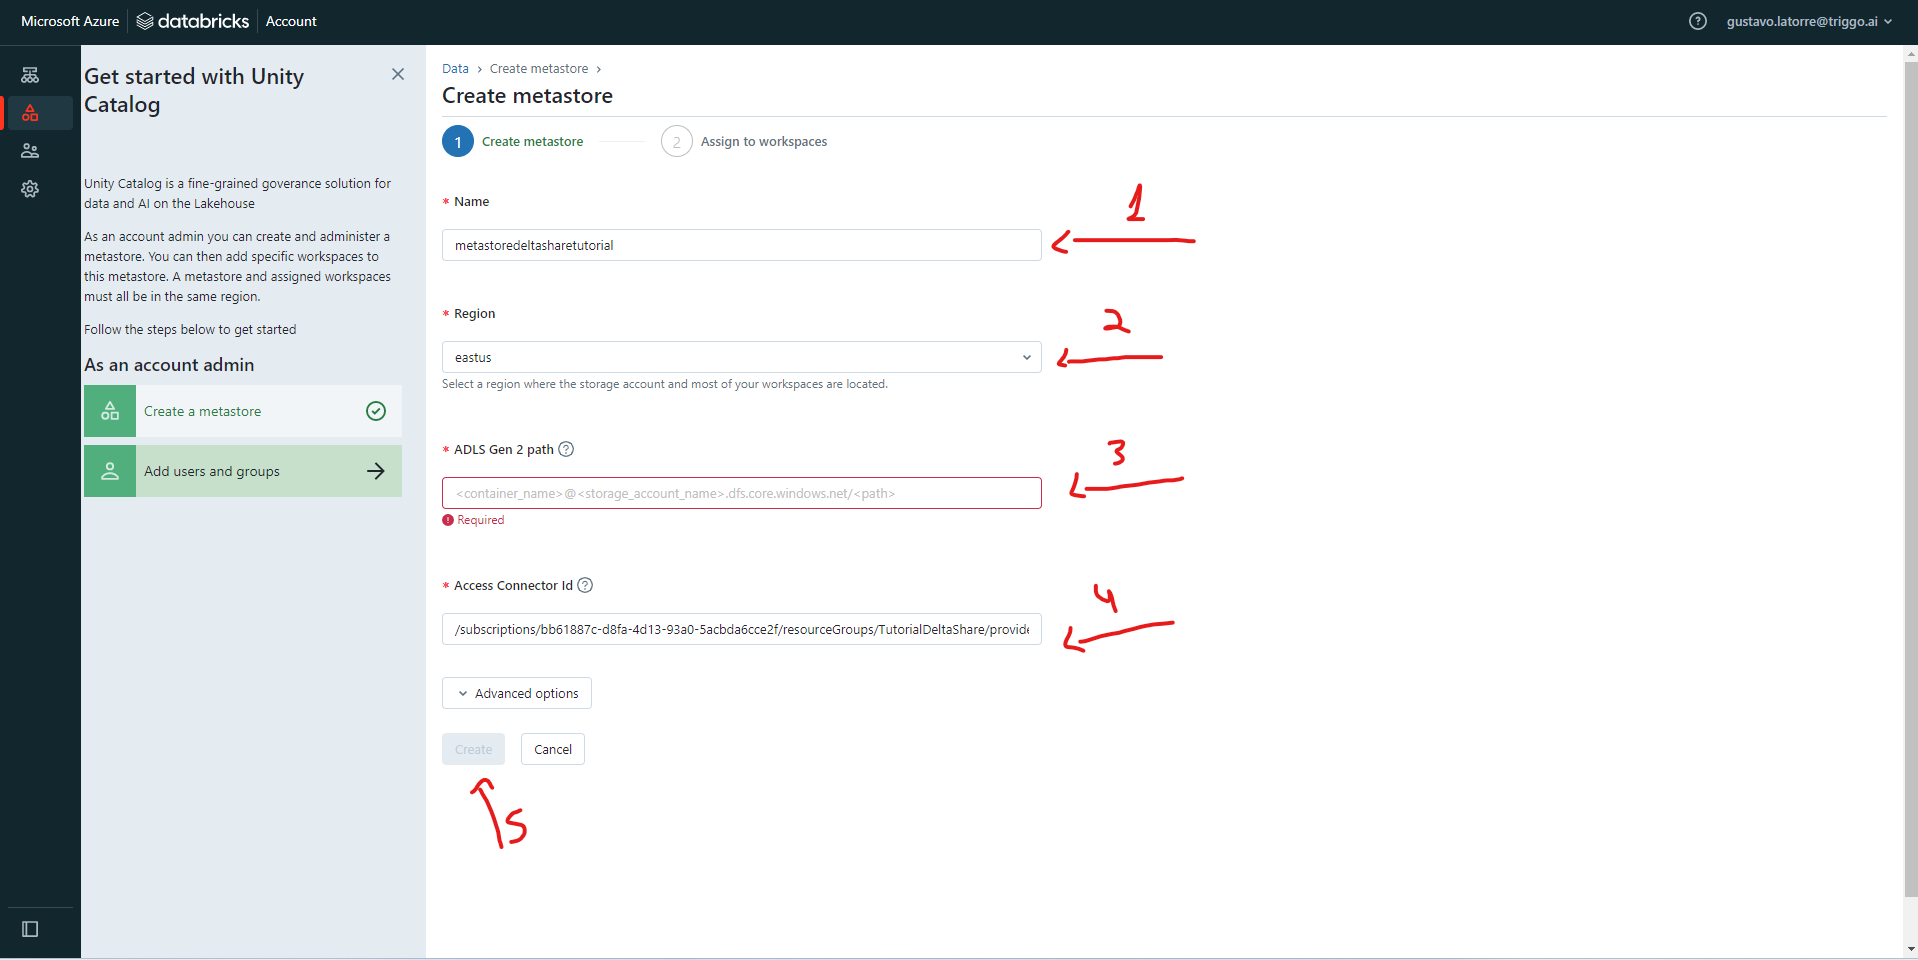 Microsoft Azure databricks Account
gustavo.latorre@triggo.ai
Get started with Unity
Catalog
Unity Catalog is a fine-grained goverance solution for
data and AI on the Lakehouse
As an account admin you can create and administer a
metastore. You can then add specific workspaces to
this metastore. A metastore and assigned workspaces
must all be in the same region.
Follow the steps below to get started
As an account admin
Create a metastore
Add users and groups
Data › Create metastore ›
Create metastore
1 Create metastore
2 Assign to workspaces
* Name
1
metastoredeltasharetutorial
* Region
2
eastus
Select a region where the storage account and most of your workspaces are located.
* ADLS Gen 2 path ?
3
<container_name>@<storage_account_name>.dfs.core.windows.net/<path>
Required
* Access Connector Id ?
4
/subscriptions/bb61887c-d8fa-4d13-93a0-5acbda6cce2f/resourceGroups/TutorialDeltaShare/provide
Advanced options
Create Cancel
5